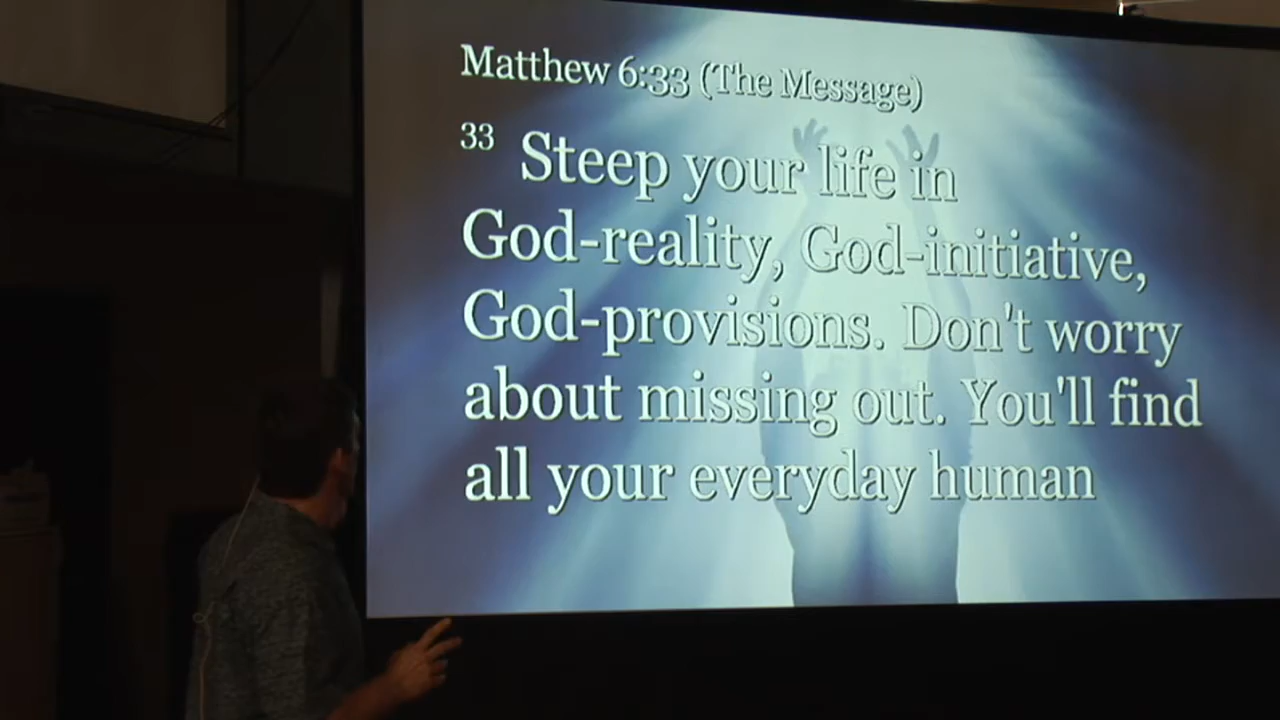 Matthew 6:33 (The Message)
33 Steep your life in
God-reality, God-initiative,
God-provisions. Don't worry
about missing out. You'll find
all your everyday human